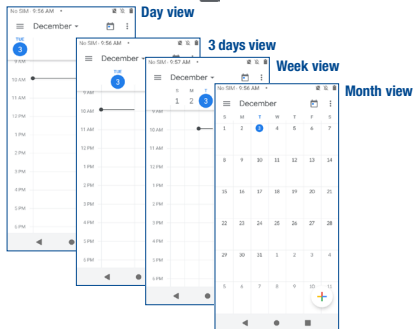 Day view
No SIM · 9:56 AM •
December
TUE
3
9 AM
10 AM
11 AM
12 PM
1 PM
2 PM
3 PM
4 PM
5 PM
6 PM
3 days view
No SIM · 9:56 AM •
December
TUE
3
9 AM
10 AM
11 AM
12 PM
1 PM
2 PM
3 PM
4 PM
5 PM
6 PM
Week view
No SIM · 9:57 AM •
December
S M T
1 2 3
9 AM
10 AM
11 AM
12 PM
1 PM
2 PM
3 PM
4 PM
5 PM
6 PM
Month view
No SIM · 9:56 AM •
December
S M T W T F S
1 2 3 4 5 6 7
8 9 10 11 12 13 14
15 16 17 18 19 20 21
22 23 24 25 26 27 28
29 30 31 1 2 3 4
5 6 7 8 9 10 11